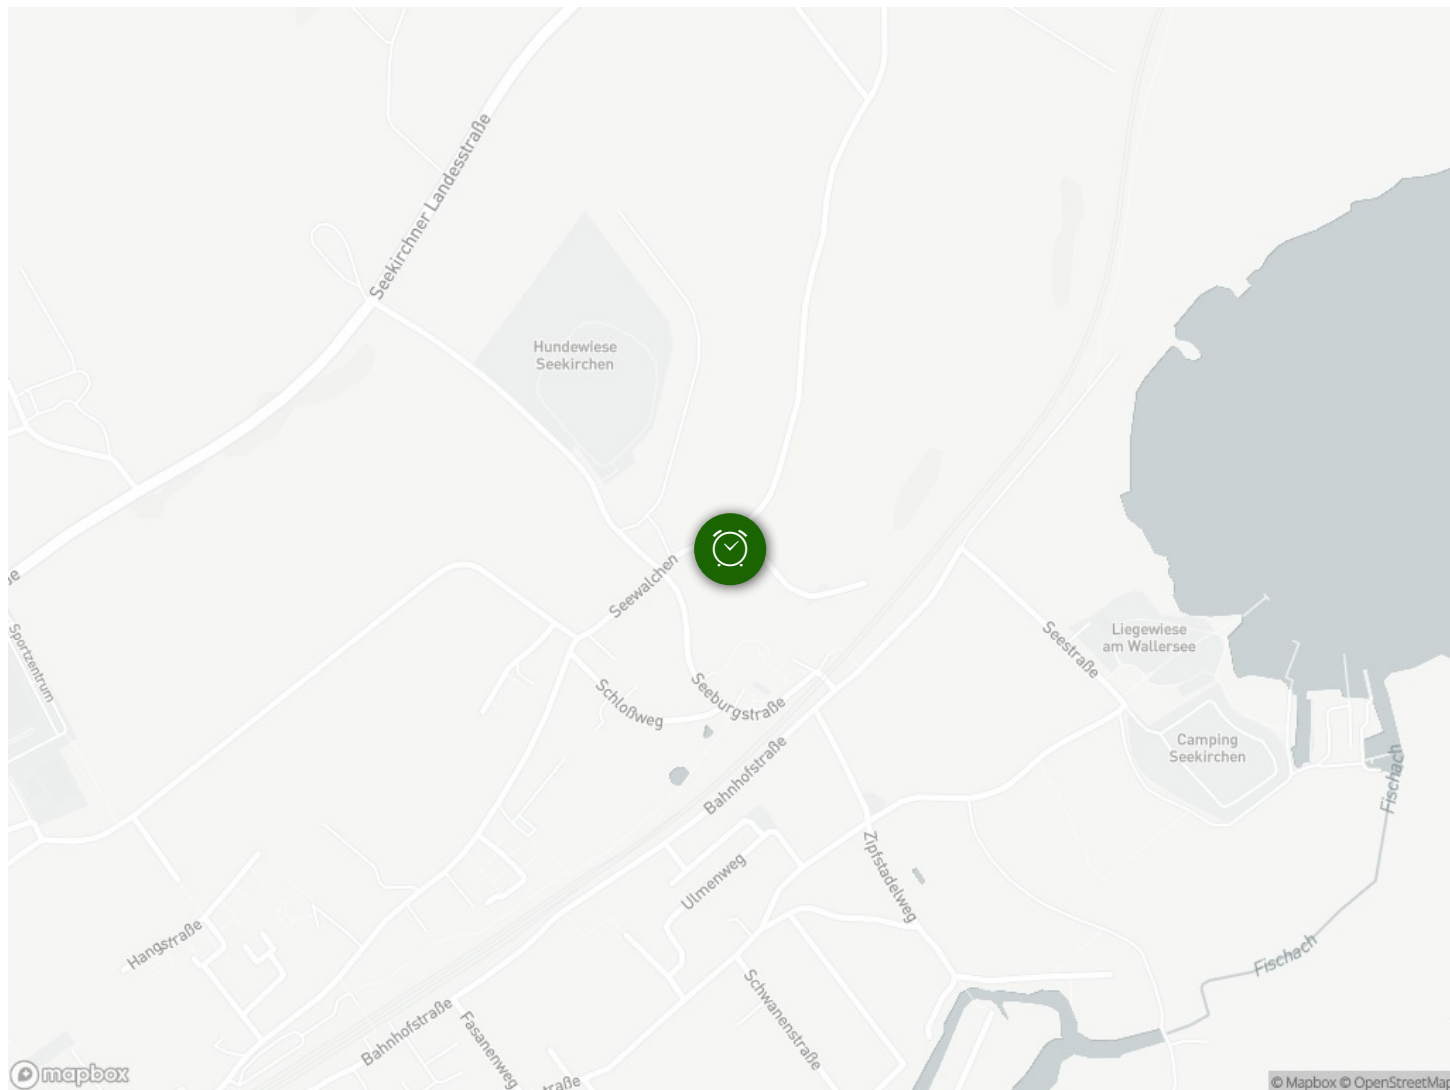 Seekirchner Landesstraße
Hundewiese
Seekirchen
Seewalchen
Sportzentrum
Seestraße
Liegewiese
am Wallersee
Schloßweg
Seeburgstraße
Camping
Seekirchen
Fischach
Bahnhofstraße
Zipfstadelweg
Ulmenweg
Hangstraße
Fischach
Schwanenstraße
Bahnhofstraße
Fasanenweg
straße
mapbox
© Mapbox © OpenStreetMap